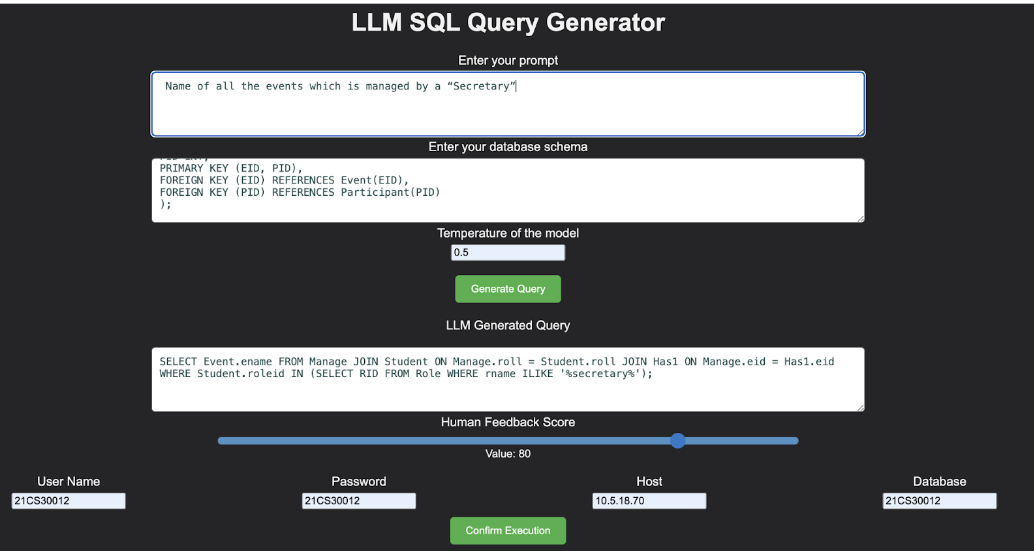 LLM SQL Query Generator
Enter your prompt
Name of all the events which is managed by a “Secretary”
Enter your database schema
PRIMARY KEY (EID, PID),
FOREIGN KEY (EID) REFERENCES Event(EID),
FOREIGN KEY (PID) REFERENCES Participant(PID)
);
Temperature of the model
0.5
Generate Query
LLM Generated Query
SELECT Event.ename FROM Manage JOIN Student ON Manage.roll = Student.roll JOIN Has1 ON Manage.eid = Has1.eid
WHERE Student.roleid IN (SELECT RID FROM Role WHERE rname ILIKE '%secretary%');
Human Feedback Score
Value: 80
User Name Password Host Database
21CS30012 21CS30012 10.5.18.70 21CS30012
Confirm Execution